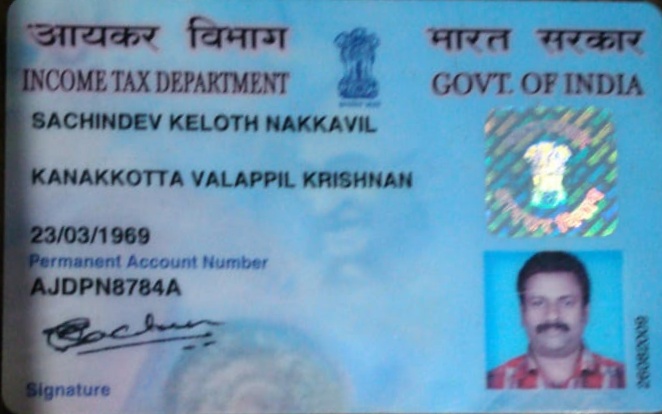 आयकर विभाग
भारत सरकार
INCOME TAX DEPARTMENT
GOVT. OF INDIA
SACHINDEV KELOTH NAKKAVIL
KANAKKOTTA VALAPPIL KRISHNAN
23/03/1969
Permanent Account Number
AJDPN8784A
Signature
26082009